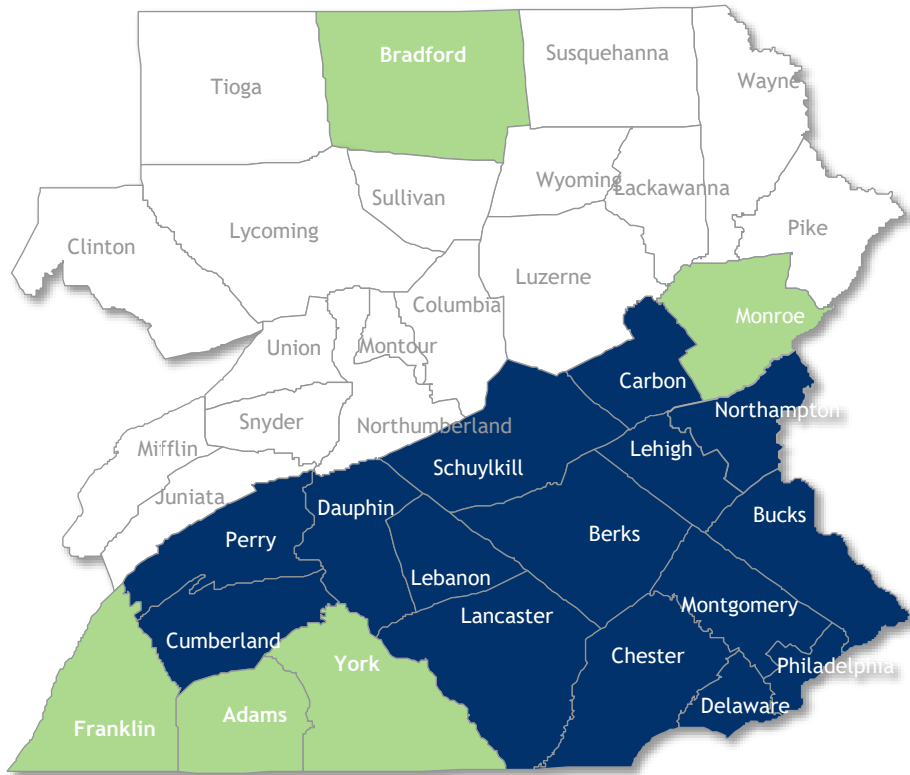 Bradford
Susquehanna
Wayne
Tioga
Wyoming
Lackawanna
Sullivan
Pike
Lycoming
Clinton
Luzerne
Columbia
Monroe
Union
Montour
Carbon
Northampton
Snyder
Northumberland
Mifflin
Lehigh
Schuylkill
Juniata
Dauphin
Bucks
Perry
Berks
Lebanon
Montgomery
Lancaster
Cumberland
Chester
York
Philadelphia
Delaware
Adams
Franklin